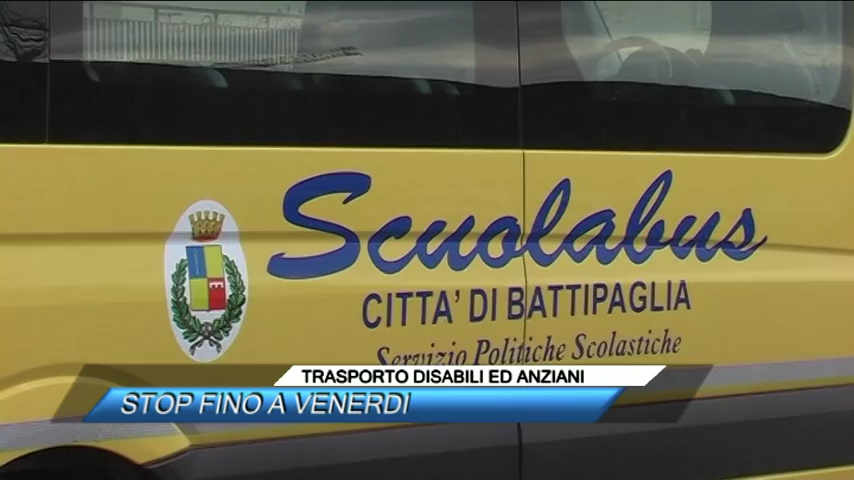 Scuolabus
CITTA' DI BATTIPAGLIA
Servizio Politiche Scolastiche
TRASPORTO DISABILI ED ANZIANI
STOP FINO A VENERDI